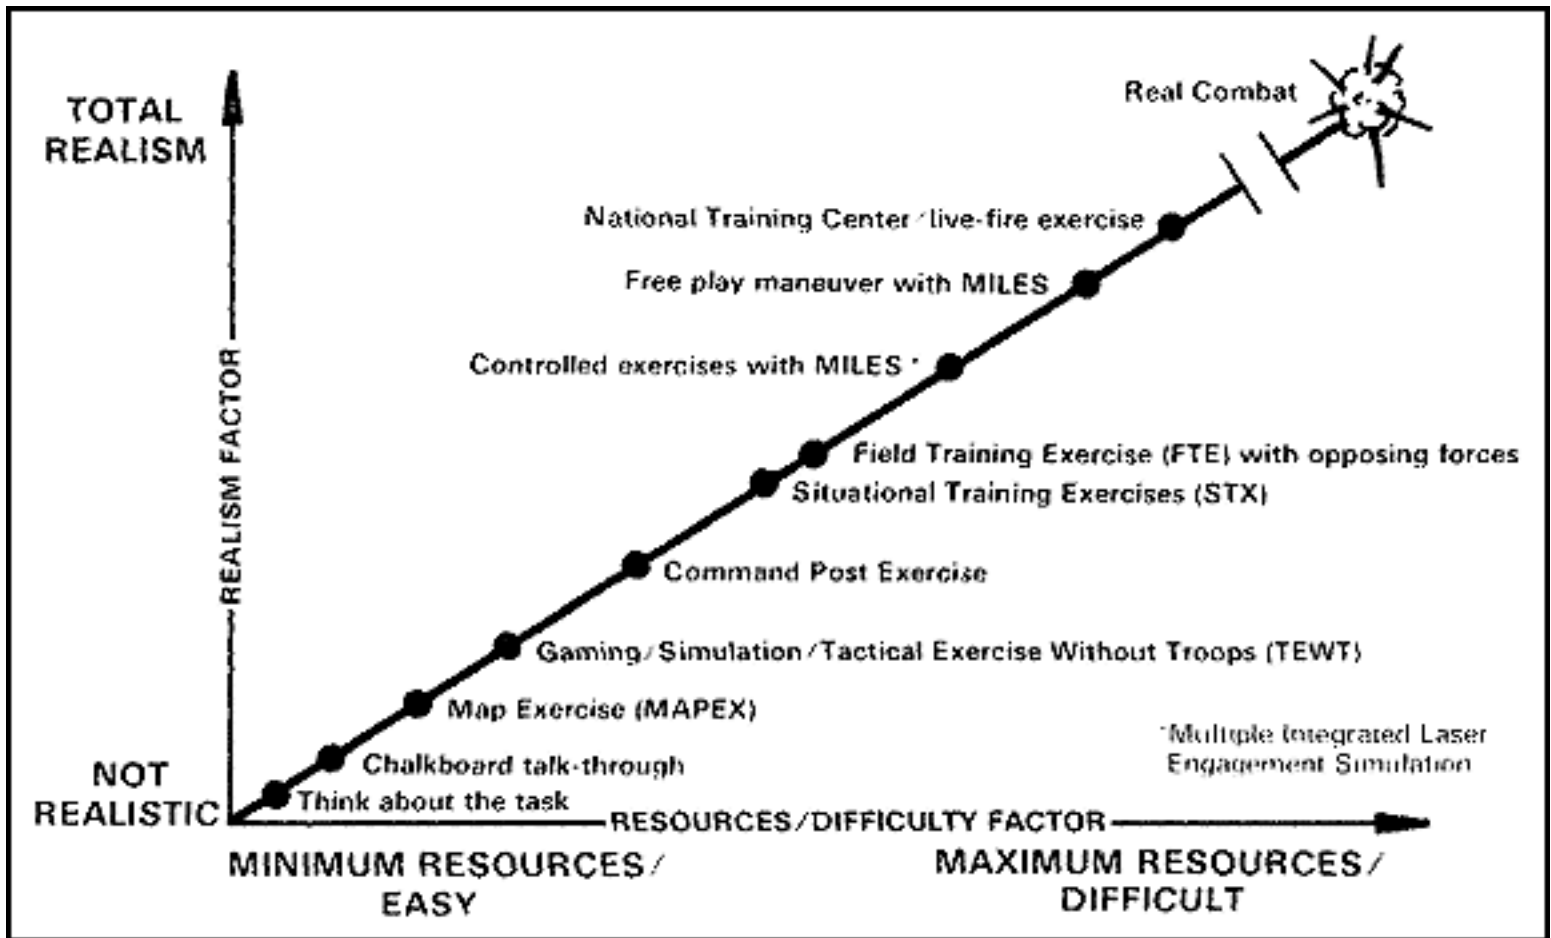 TOTAL
REALISM
Real Combat
National Training Center/live-fire exercise
Free play maneuver with MILES
Controlled exercises with MILES *
REALISM FACTOR
Field Training Exercise (FTE) with opposing forces
Situational Training Exercises (STX)
Command Post Exercise
Gaming/Simulation/Tactical Exercise Without Troops (TEWT)
Map Exercise (MAPEX)
Chalkboard talk-through
Think about the task
*Multiple Integrated Laser
Engagement Simulation
NOT
REALISTIC
RESOURCES/DIFFICULTY FACTOR
MINIMUM RESOURCES/
EASY
MAXIMUM RESOURCES/
DIFFICULT